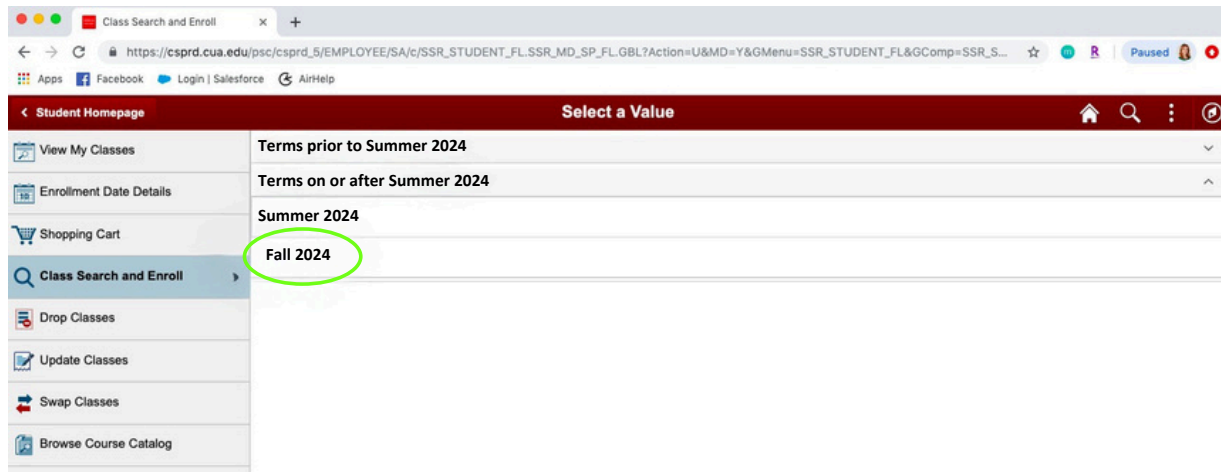 Class Search and Enroll
https://csprd.cua.edu/psc/csprd_5/EMPLOYEE/SA/c/SSR_STUDENT_FL.SSR_MD_SP_FL.GBL?Action=U&MD=Y&GMenu=SSR_STUDENT_FL&GComp=SSR_S...
Paused
Apps Facebook Login | Salesforce AirHelp
Student Homepage
Select a Value
View My Classes
Terms prior to Summer 2024
Enrollment Date Details
Terms on or after Summer 2024
Summer 2024
Shopping Cart
Fall 2024
Class Search and Enroll
Drop Classes
Update Classes
Swap Classes
Browse Course Catalog